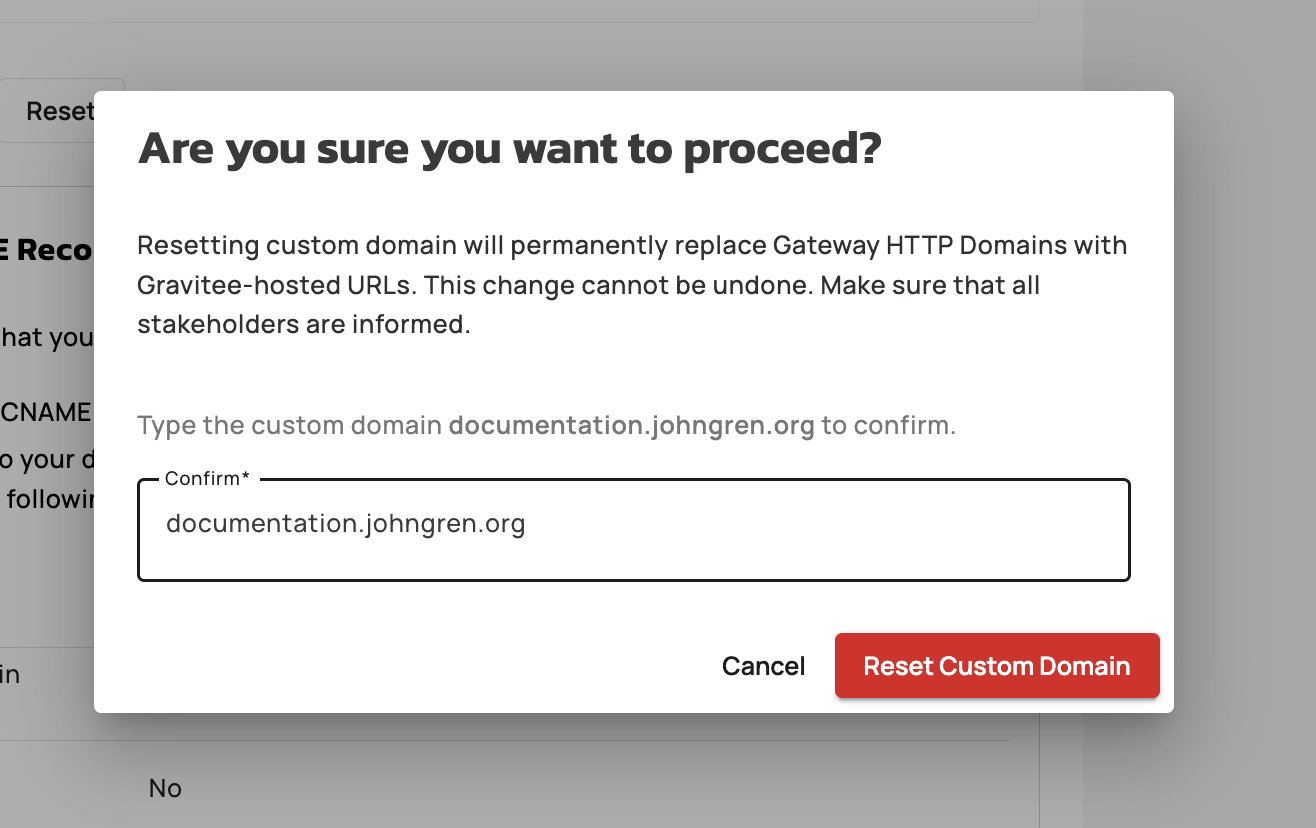 Reset
Are you sure you want to proceed?
E Reco
Resetting custom domain will permanently replace Gateway HTTP Domains with
Gravitee-hosted URLs. This change cannot be undone. Make sure that all
stakeholders are informed.
hat you
CNAME
Type the custom domain documentation.johngren.org to confirm.
o your d
Confirm*
followin
documentation.johngren.org
in
Cancel
Reset Custom Domain
No